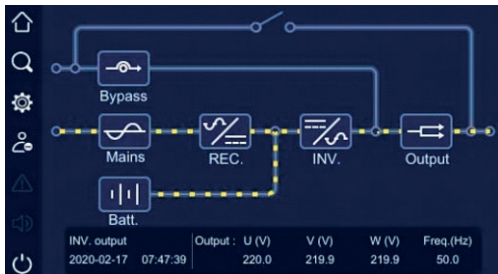 Bypass
Mains
REC.
INV.
Output
Batt.
INV. output Output : U (V) V (V) W (V) Freq.(Hz)
2020-02-17 07:47:39 220.0 219.9 219.9 50.0